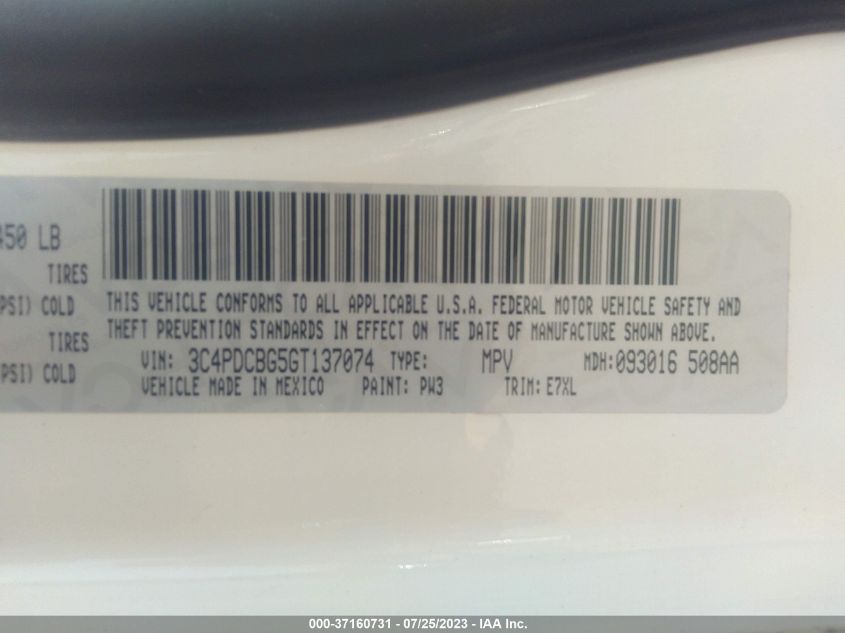 450 LB
TIRES
PSI) COLD
TIRES
PSI) COLD
THIS VEHICLE CONFORMS TO ALL APPLICABLE U.S.A. FEDERAL MOTOR VEHICLE SAFETY AND
THEFT PREVENTION STANDARDS IN EFFECT ON THE DATE OF MANUFACTURE SHOWN ABOVE.
VIN: 3C4PDCBG5GT137074 TYPE: MPV MDH:093016 508AA
VEHICLE MADE IN MEXICO PAINT: PW3 TRIM: E7XL
000-37160731 - 07/25/2023 - IAA Inc.